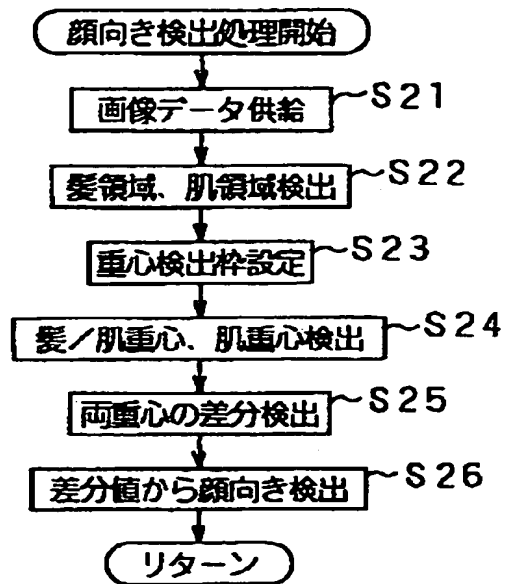 顔向き検出処理開始
画像データ供給 S21
髪領域、肌領域検出 S22
重心検出枠設定 S23
髪／肌重心、肌重心検出 S24
両重心の差分検出 S25
差分値から顔向き検出 S26
リターン